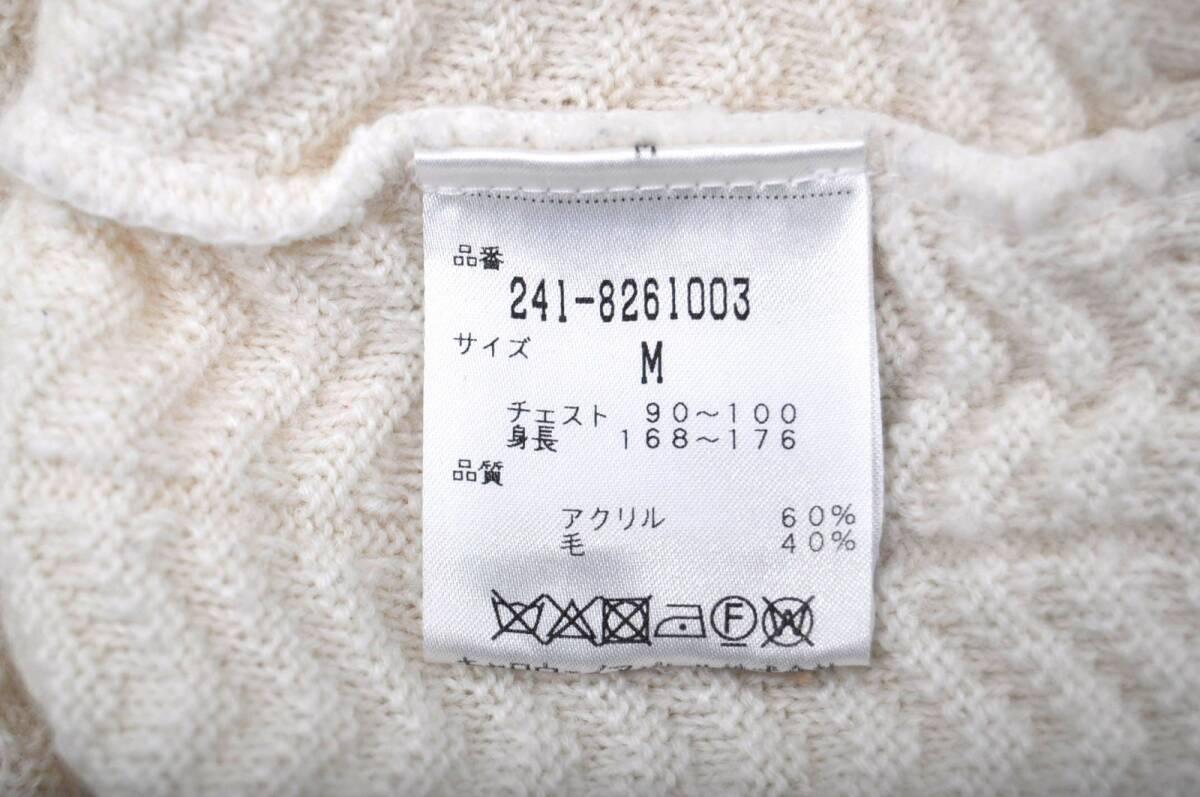 品番
241-8261003
サイズ
M
チェスト 90～100
身長 168～176
品質
アクリル 60%
毛 40%
F
W